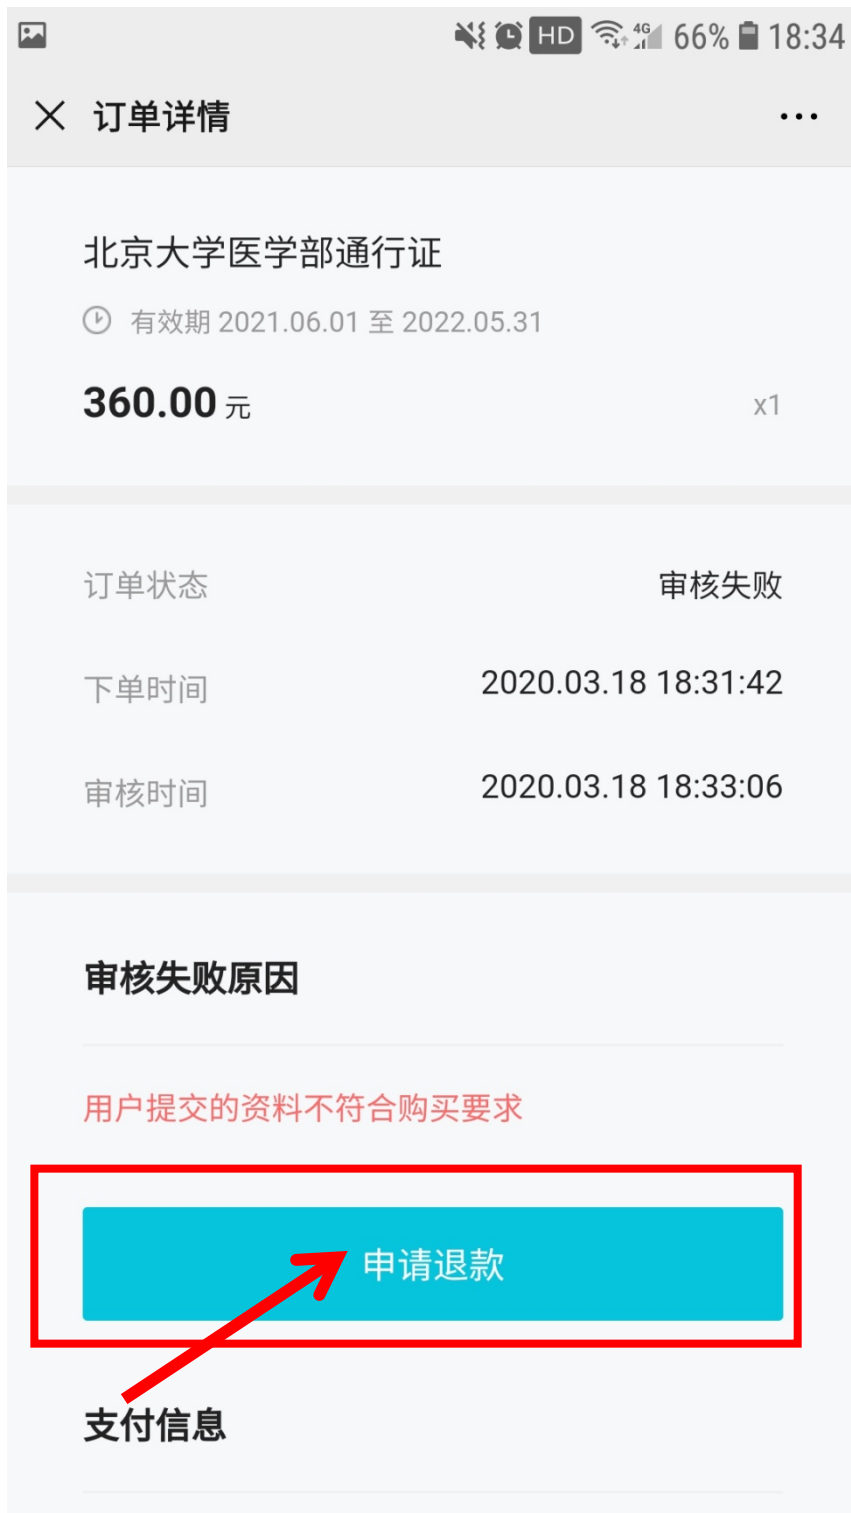 HD 4G 66% 18:34
订单详情
北京大学医学部通行证
有效期 2021.06.01 至 2022.05.31
360.00 元 x1
订单状态 审核失败
下单时间 2020.03.18 18:31:42
审核时间 2020.03.18 18:33:06
审核失败原因
用户提交的资料不符合购买要求
申请退款
支付信息